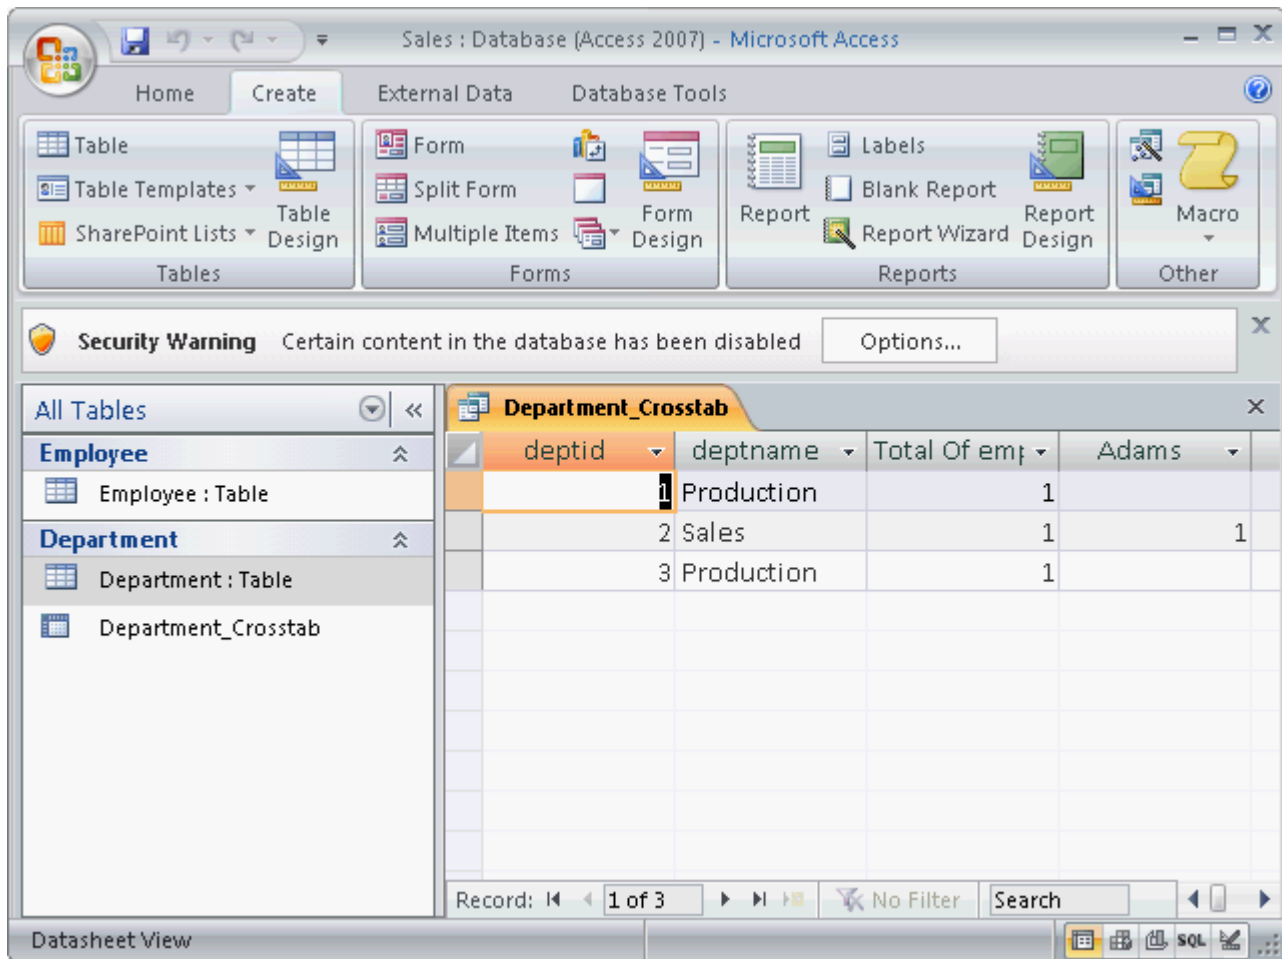 Sales : Database (Access 2007) - Microsoft Access
Home Create External Data Database Tools
Table
Table Templates
SharePoint Lists
Table Design
Tables
Form
Split Form
Multiple Items
Form Design
Forms
Report
Labels
Blank Report
Report Wizard
Report Design
Reports
Macro
Other
Security Warning Certain content in the database has been disabled Options...
All Tables
Employee
Employee : Table
Department
Department : Table
Department_Crosstab
Department_Crosstab
deptid deptname Total Of emp Adams
1 Production 1
2 Sales 1 1
3 Production 1
Record: 1 of 3 No Filter Search
Datasheet View SQL